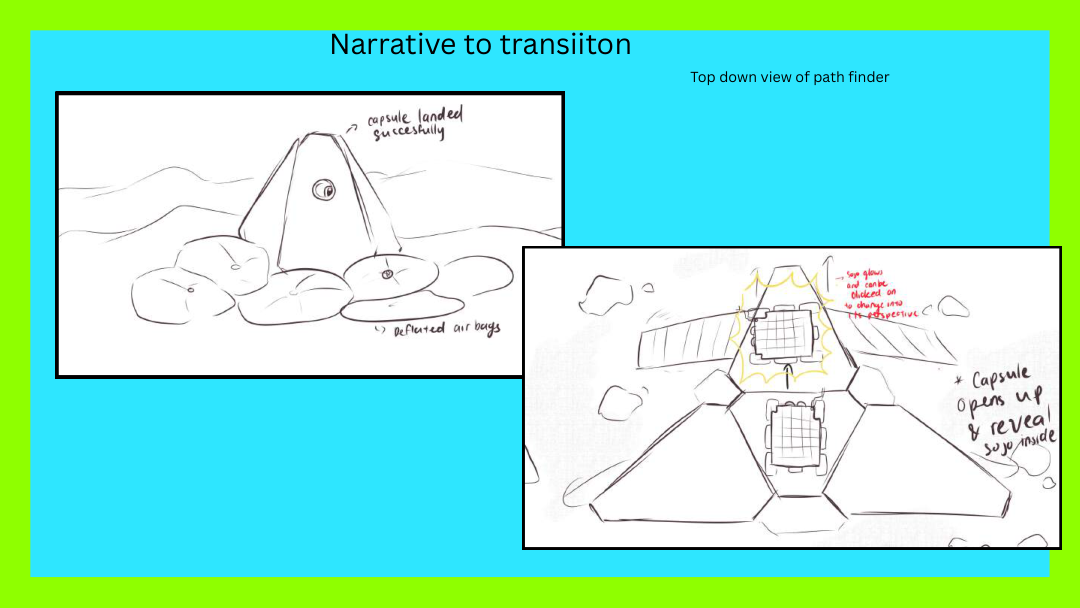 Narrative to transiiton
Top down view of path finder
capsule landed
succesfully
Deflated air bags
Sojo glows
and can be
clicked on
to change into
its perspective
* Capsule
opens up
& reveal
sojo inside